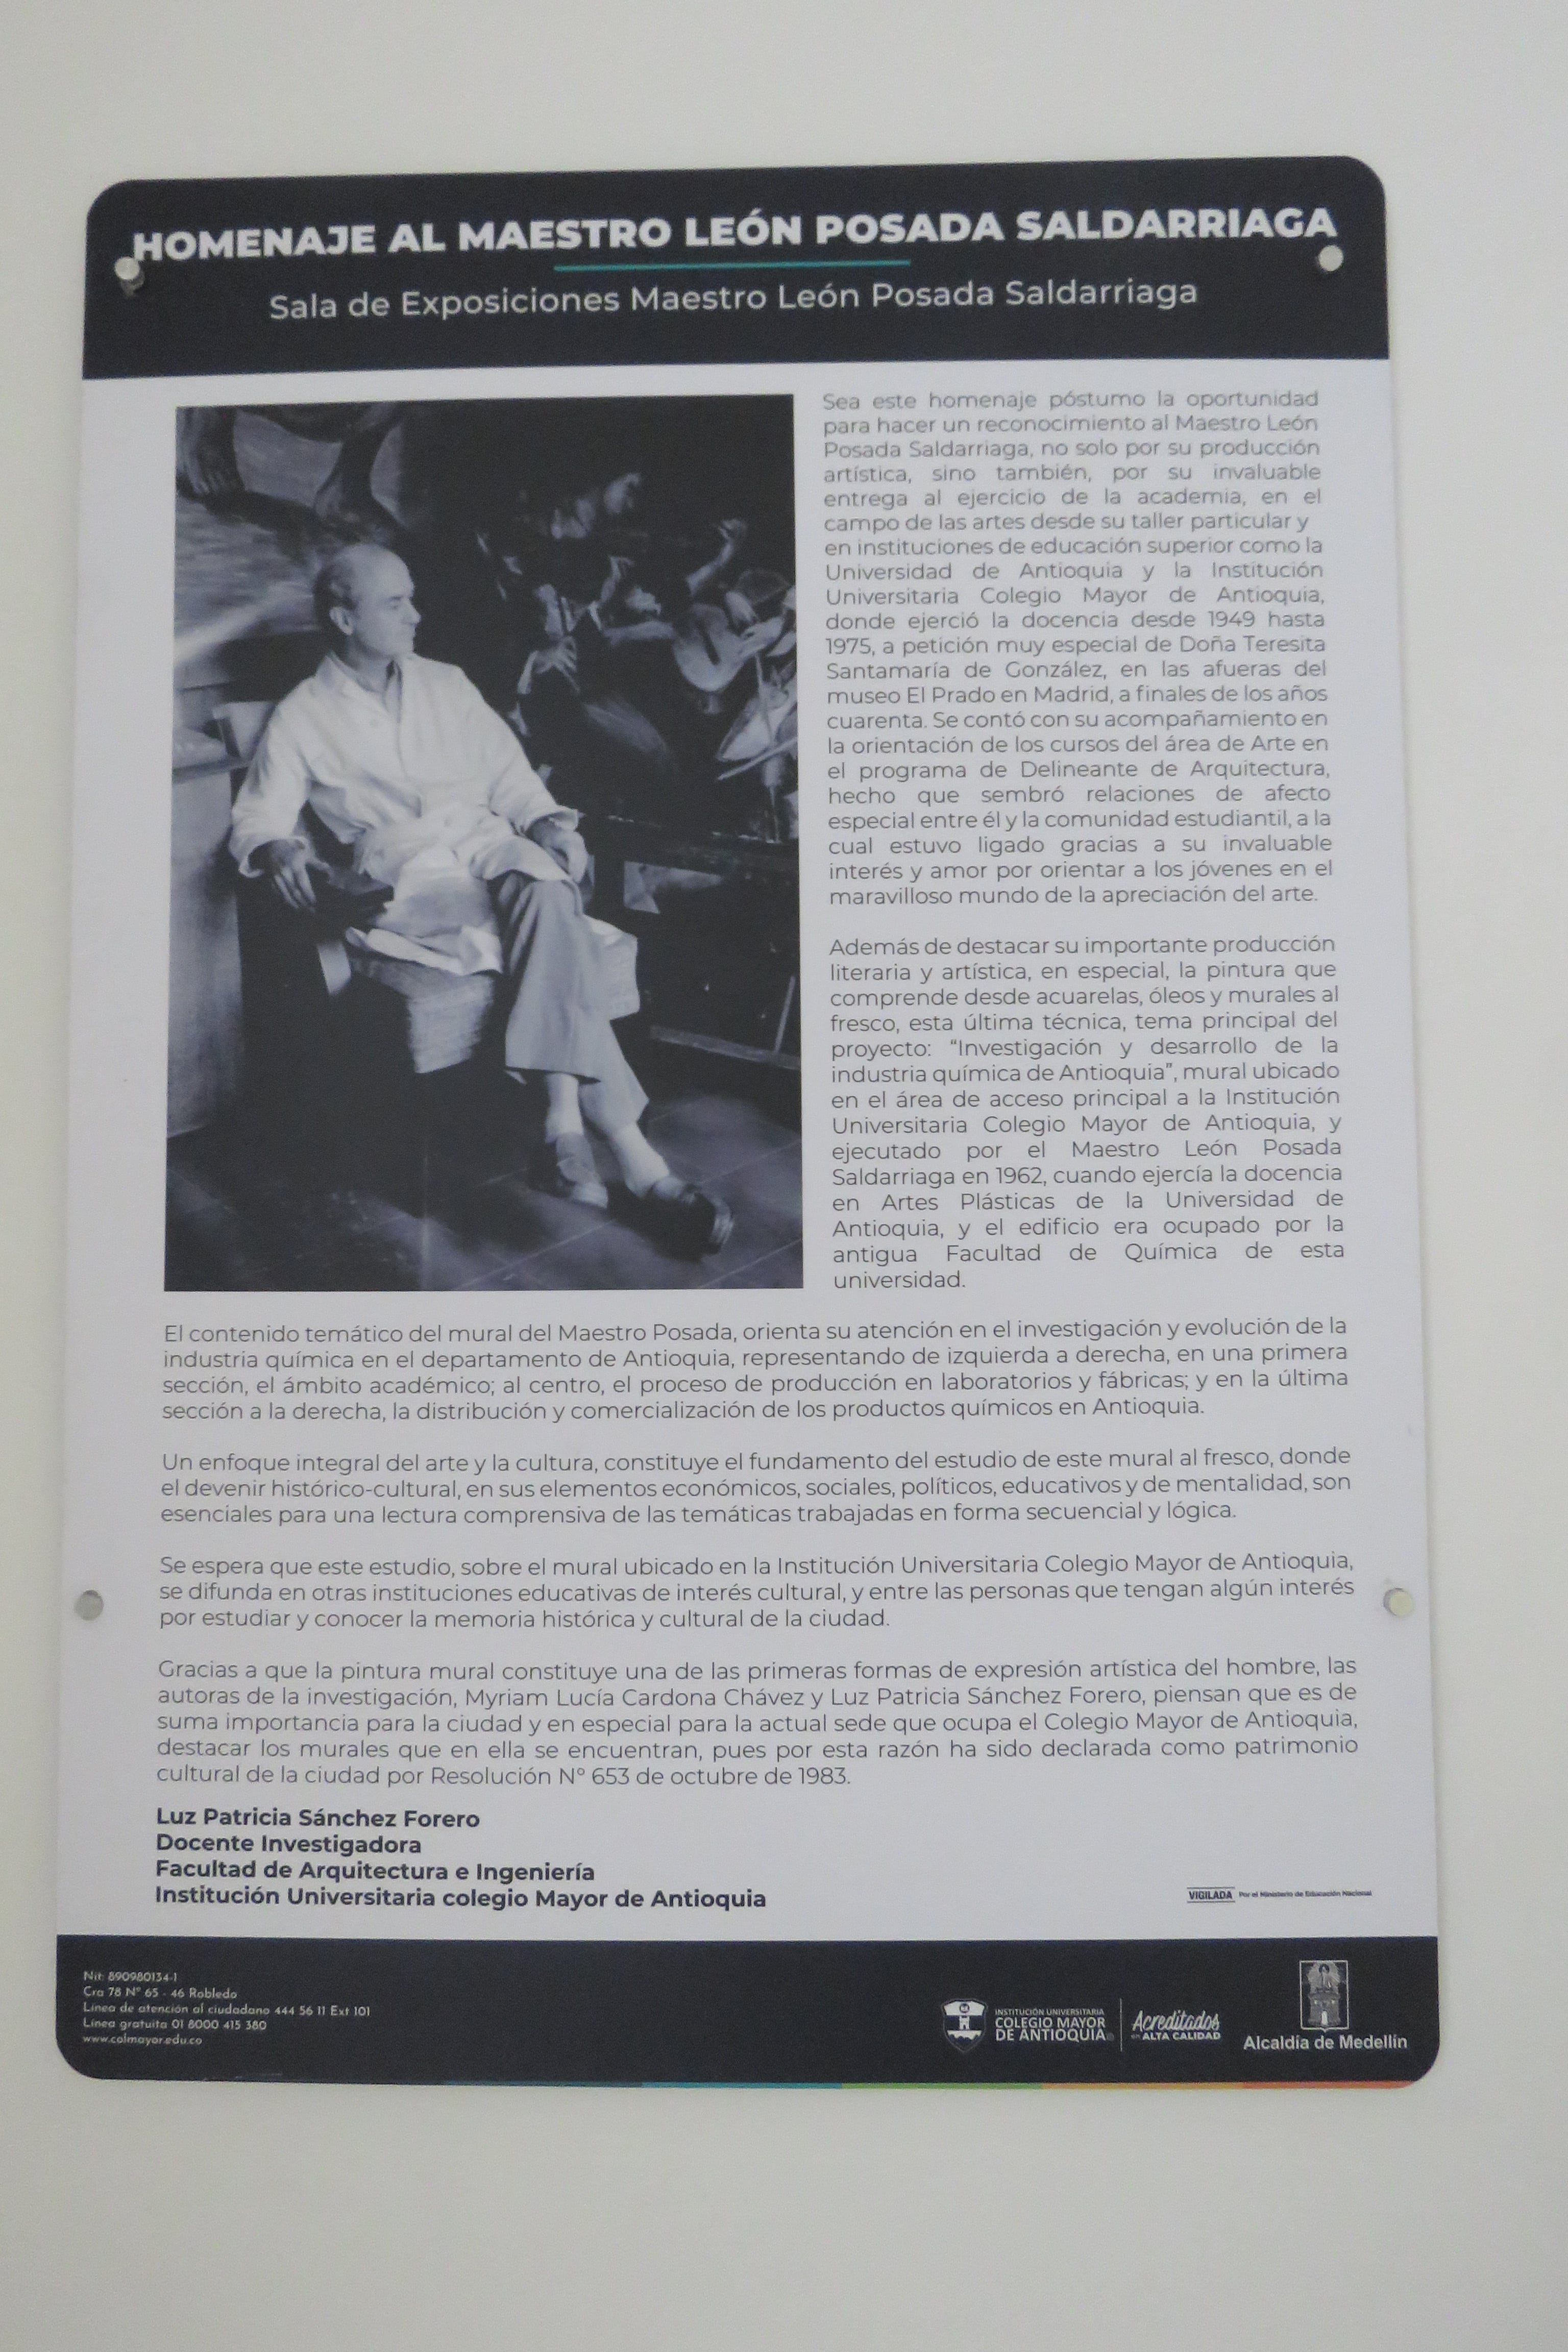 HOMENAJE AL MAESTRO LEÓN POSADA SALDARRIAGA
Sala de Exposiciones Maestro León Posada Saldarriaga
Sea este homenaje póstumo la oportunidad
para hacer un reconocimiento al Maestro León
Posada Saldarriaga, no solo por su producción
artística, sino también, por su invaluable
entrega al ejercicio de la academia, en el
campo de las artes desde su taller particular y
en instituciones de educación superior como la
Universidad de Antioquia y la Institución
Universitaria Colegio Mayor de Antioquia,
donde ejerció la docencia desde 1949 hasta
1975, a petición muy especial de Doña Teresita
Santamaría de González, en las afueras del
museo El Prado en Madrid, a finales de los años
cuarenta. Se contó con su acompañamiento en
la orientación de los cursos del área de Arte en
el programa de Delineante de Arquitectura,
hecho que sembró relaciones de afecto
especial entre él y la comunidad estudiantil, a la
cual estuvo ligado gracias a su invaluable
interés y amor por orientar a los jóvenes en el
maravilloso mundo de la apreciación del arte.
Además de destacar su importante producción
literaria y artística, en especial, la pintura que
comprende desde acuarelas, óleos y murales al
fresco, esta última técnica, tema principal del
proyecto: “Investigación y desarrollo de la
industria química de Antioquia”, mural ubicado
en el área de acceso principal a la Institución
Universitaria Colegio Mayor de Antioquia, y
ejecutado por el Maestro León Posada
Saldarriaga en 1962, cuando ejercía la docencia
en Artes Plásticas de la Universidad de
Antioquia, y el edificio era ocupado por la
antigua Facultad de Química de esta
universidad.
El contenido temático del mural del Maestro Posada, orienta su atención en el investigación y evolución de la
industria química en el departamento de Antioquia, representando de izquierda a derecha, en una primera
sección, el ámbito académico; al centro, el proceso de producción en laboratorios y fábricas; y en la última
sección a la derecha, la distribución y comercialización de los productos químicos en Antioquia.
Un enfoque integral del arte y la cultura, constituye el fundamento del estudio de este mural al fresco, donde
el devenir histórico-cultural, en sus elementos económicos, sociales, políticos, educativos y de mentalidad, son
esenciales para una lectura comprensiva de las temáticas trabajadas en forma secuencial y lógica.
Se espera que este estudio, sobre el mural ubicado en la Institución Universitaria Colegio Mayor de Antioquia,
se difunda en otras instituciones educativas de interés cultural, y entre las personas que tengan algún interés
por estudiar y conocer la memoria histórica y cultural de la ciudad.
Gracias a que la pintura mural constituye una de las primeras formas de expresión artística del hombre, las
autoras de la investigación, Myriam Lucía Cardona Chávez y Luz Patricia Sánchez Forero, piensan que es de
suma importancia para la ciudad y en especial para la actual sede que ocupa el Colegio Mayor de Antioquia,
destacar los murales que en ella se encuentran, pues por esta razón ha sido declarada como patrimonio
cultural de la ciudad por Resolución N° 653 de octubre de 1983.
Luz Patricia Sánchez Forero
Docente Investigadora
Facultad de Arquitectura e Ingeniería
Institución Universitaria colegio Mayor de Antioquia
VIGILADA Por el Ministerio de Educación Nacional
Nit: 890980134-1
Cra 78 N° 65 - 46 Robledo
Línea de atención al ciudadano 444 56 11 Ext 101
Línea gratuita 01 8000 415 380
www.colmayor.edu.co
INSTITUCIÓN UNIVERSITARIA
COLEGIO MAYOR
DE ANTIOQUIA
Acreditados
EN ALTA CALIDAD
Alcaldía de Medellín